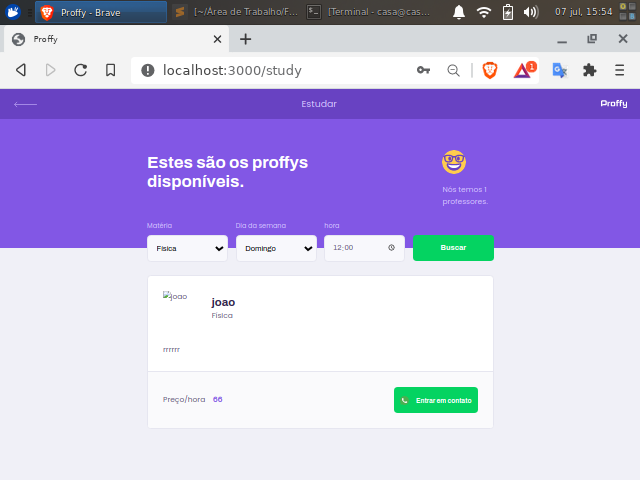 Proffy - Brave
[~/Área de Trabalho/F...
[Terminal - casa@cas...
07 jul, 15:54
Proffy
localhost:3000/study
1
Estudar
Proffy
Estes são os proffys
disponíveis.
Nós temos 1
professores.
Matéria
Dia da semana
hora
Física
Domingo
12:00
Buscar
joao
joao
Física
rrrrrr
Preço/hora 66
Entrar em contato